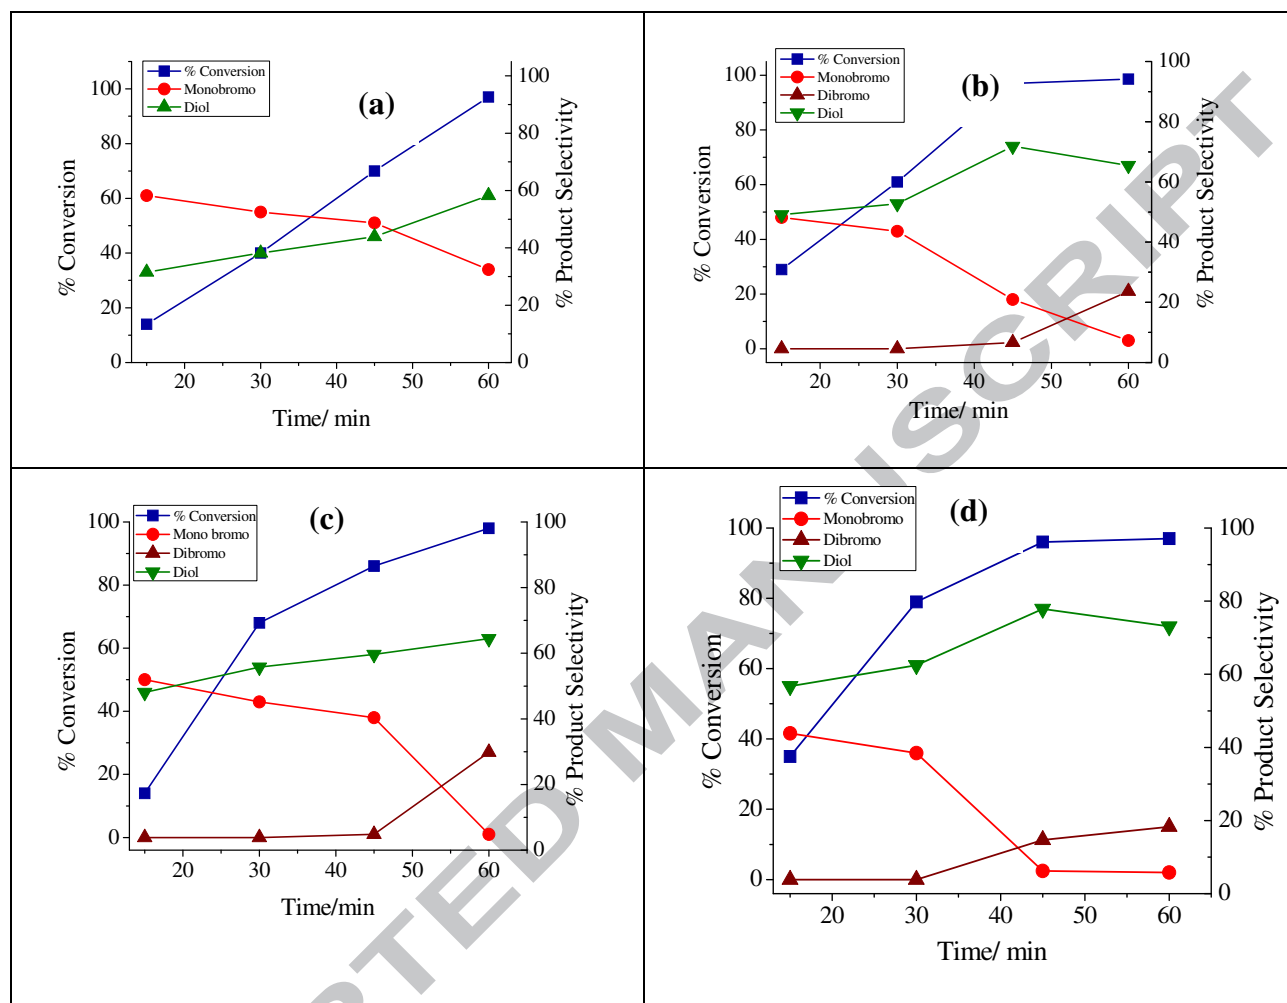 % Conversion
Monobromo
Diol
(a)
100
80
60
40
20
0
% Conversion
100
80
60
40
20
0
% Product Selectivity
20 30 40 50 60
Time/ min
% Conversion
Monobromo
Dibromo
Diol
(b)
100
80
60
40
20
0
% Conversion
100
80
60
40
20
0
% Product Selectivity
20 30 40 50 60
Time/ min
% Conversion
Mono bromo
Dibromo
Diol
(c)
100
80
60
40
20
0
% Conversion
100
80
60
40
20
0
% Product Selectivity
20 30 40 50 60
Time/min
% Conversion
Monobromo
Dibromo
Diol
(d)
100
80
60
40
20
0
% Conversion
100
80
60
40
20
0
% Product Selectivity
20 30 40 50 60
Time/ min
PTED MANUSCRIPT